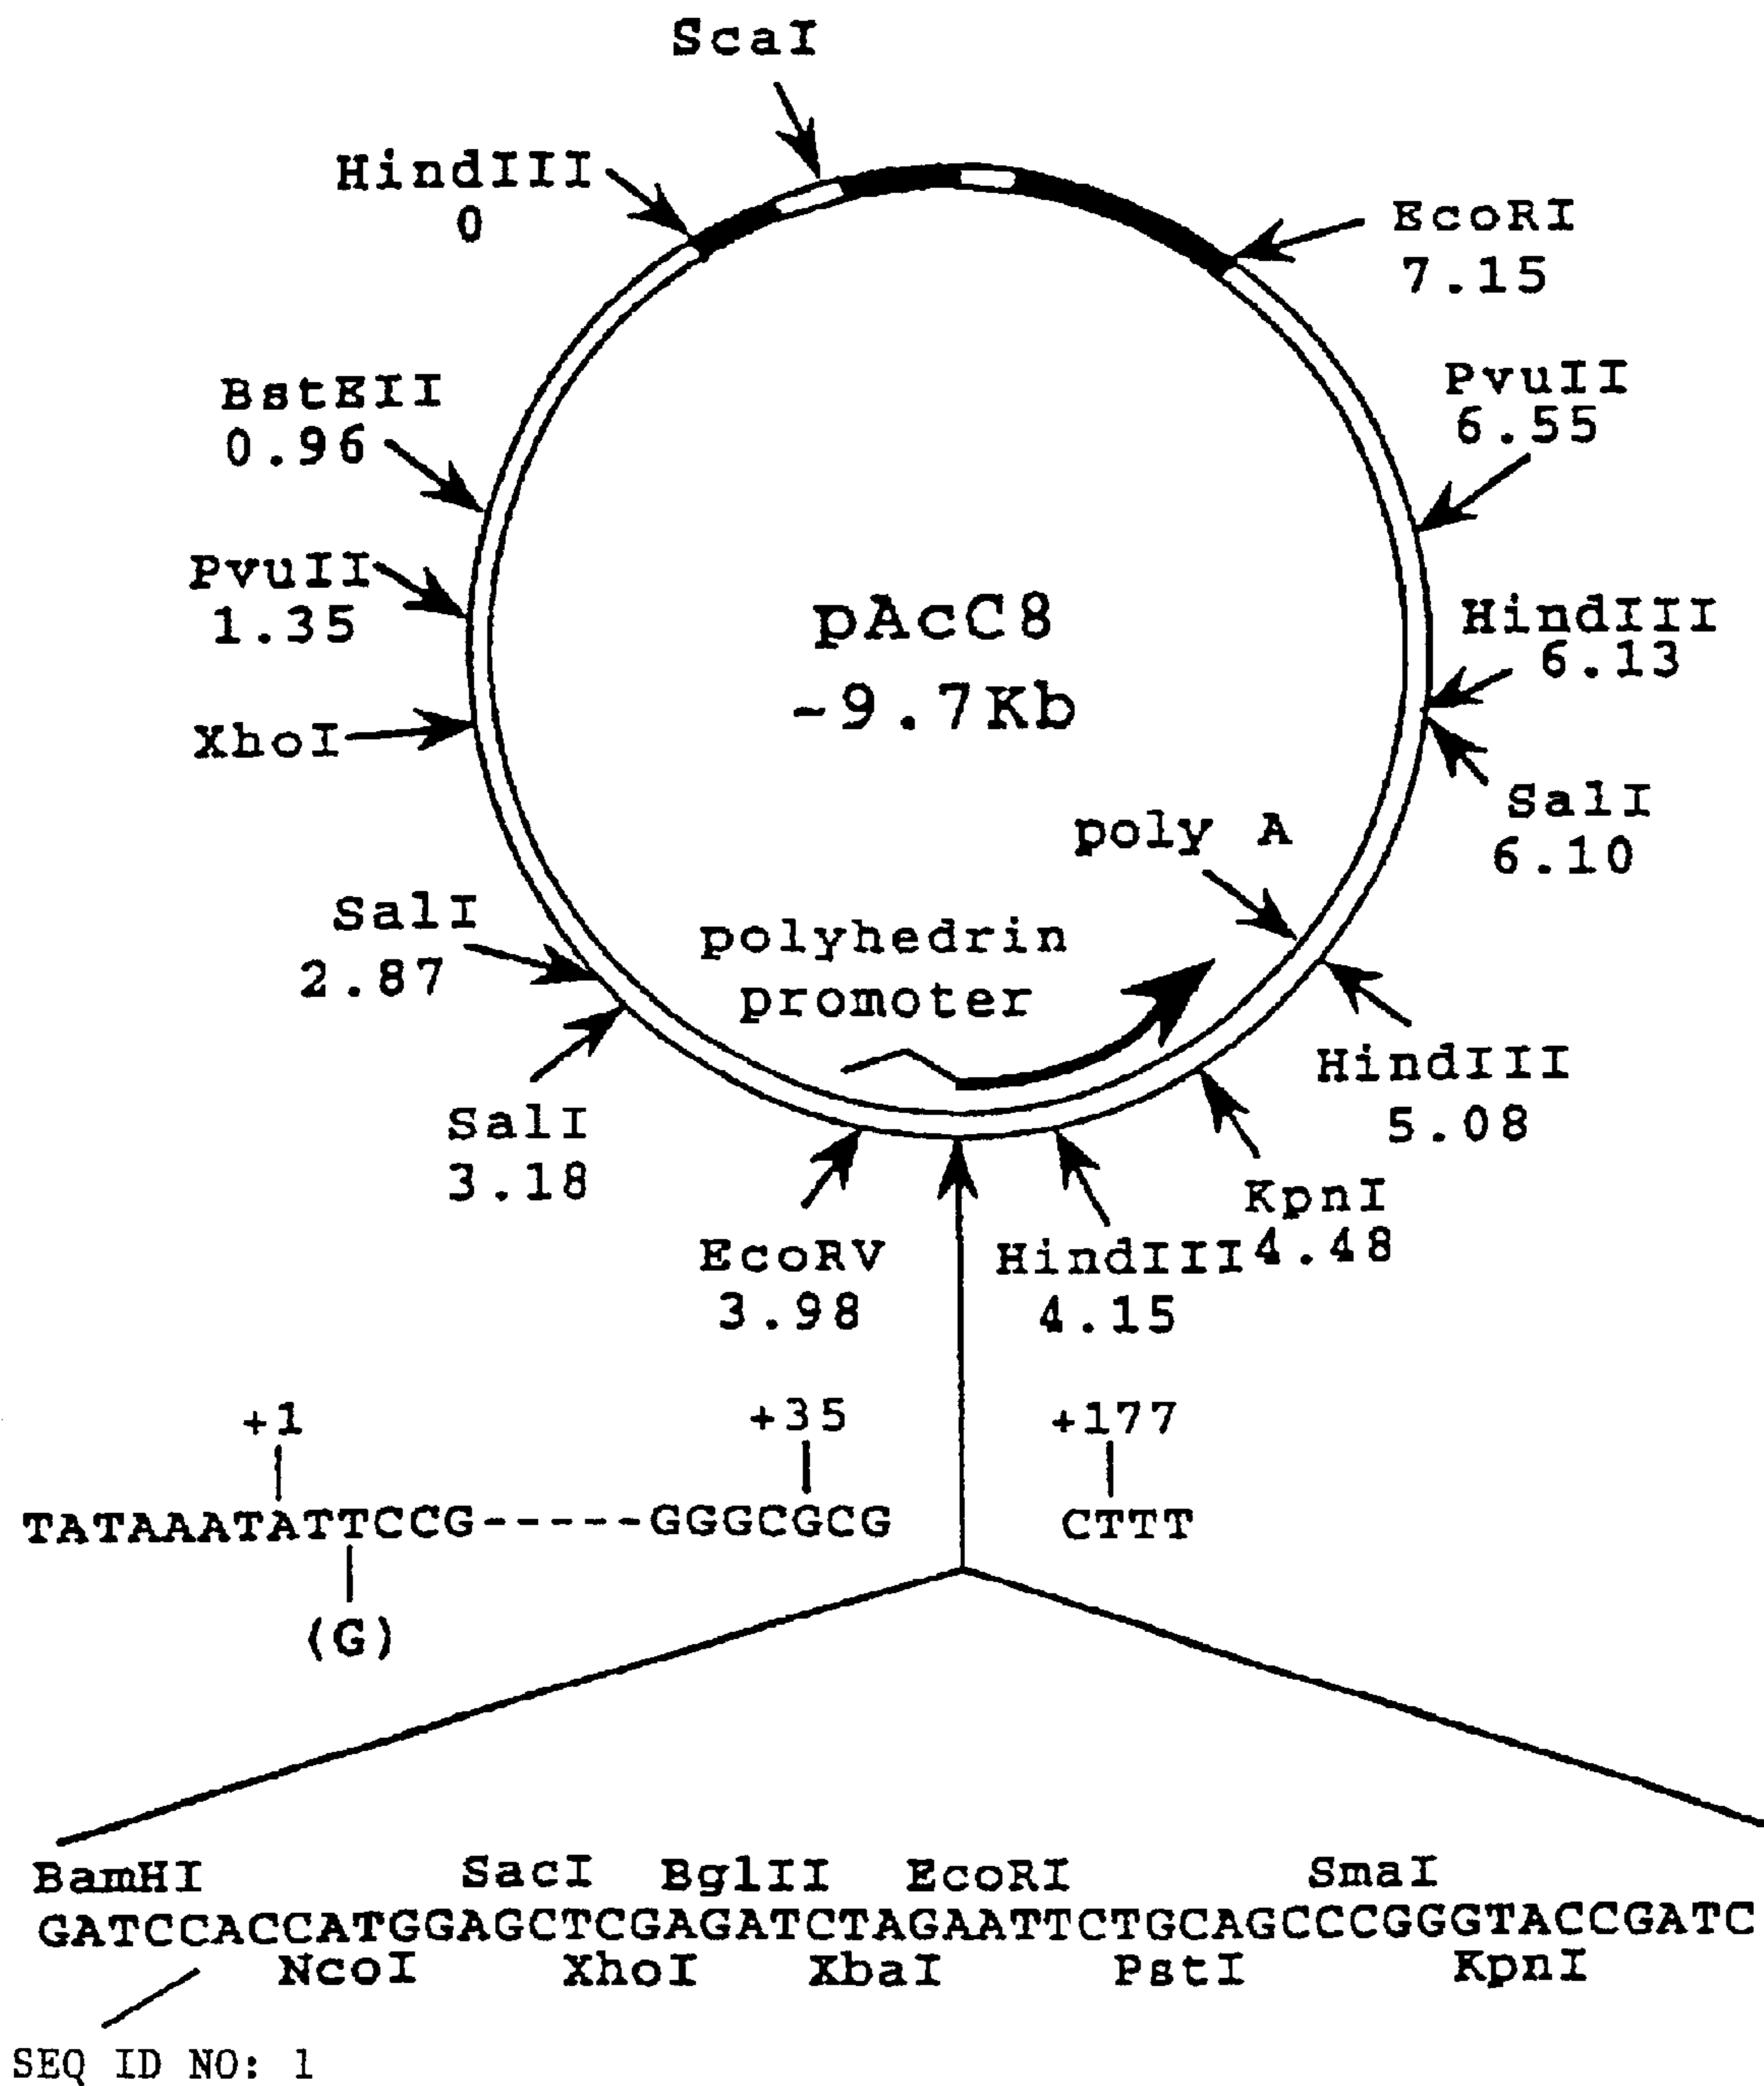 ScaI
HindIII
0
EcoRI
7.15
BstEII
0.96
PvuII
6.55
PvuII
1.35
pAcC8
-9.7Kb
HindIII
6.13
XhoI
SalI
6.10
poly A
SalI
2.87
polyhedrin
promoter
SalI
3.18
HindIII
5.08
KpnI
4.48
EcoRV
3.98
HindIII
4.15
+1
+35
+177
TATAAATATTCCG-----GGGCGCG
CTTT
(G)
BamHI SacI BglII EcoRI SmaI
GATCCACCATGGAGCTCGAGATCTAGAATTCTGCAGCCCGGGTACCGATC
NcoI XhoI XbaI PstI KpnI
SEQ ID NO: 1